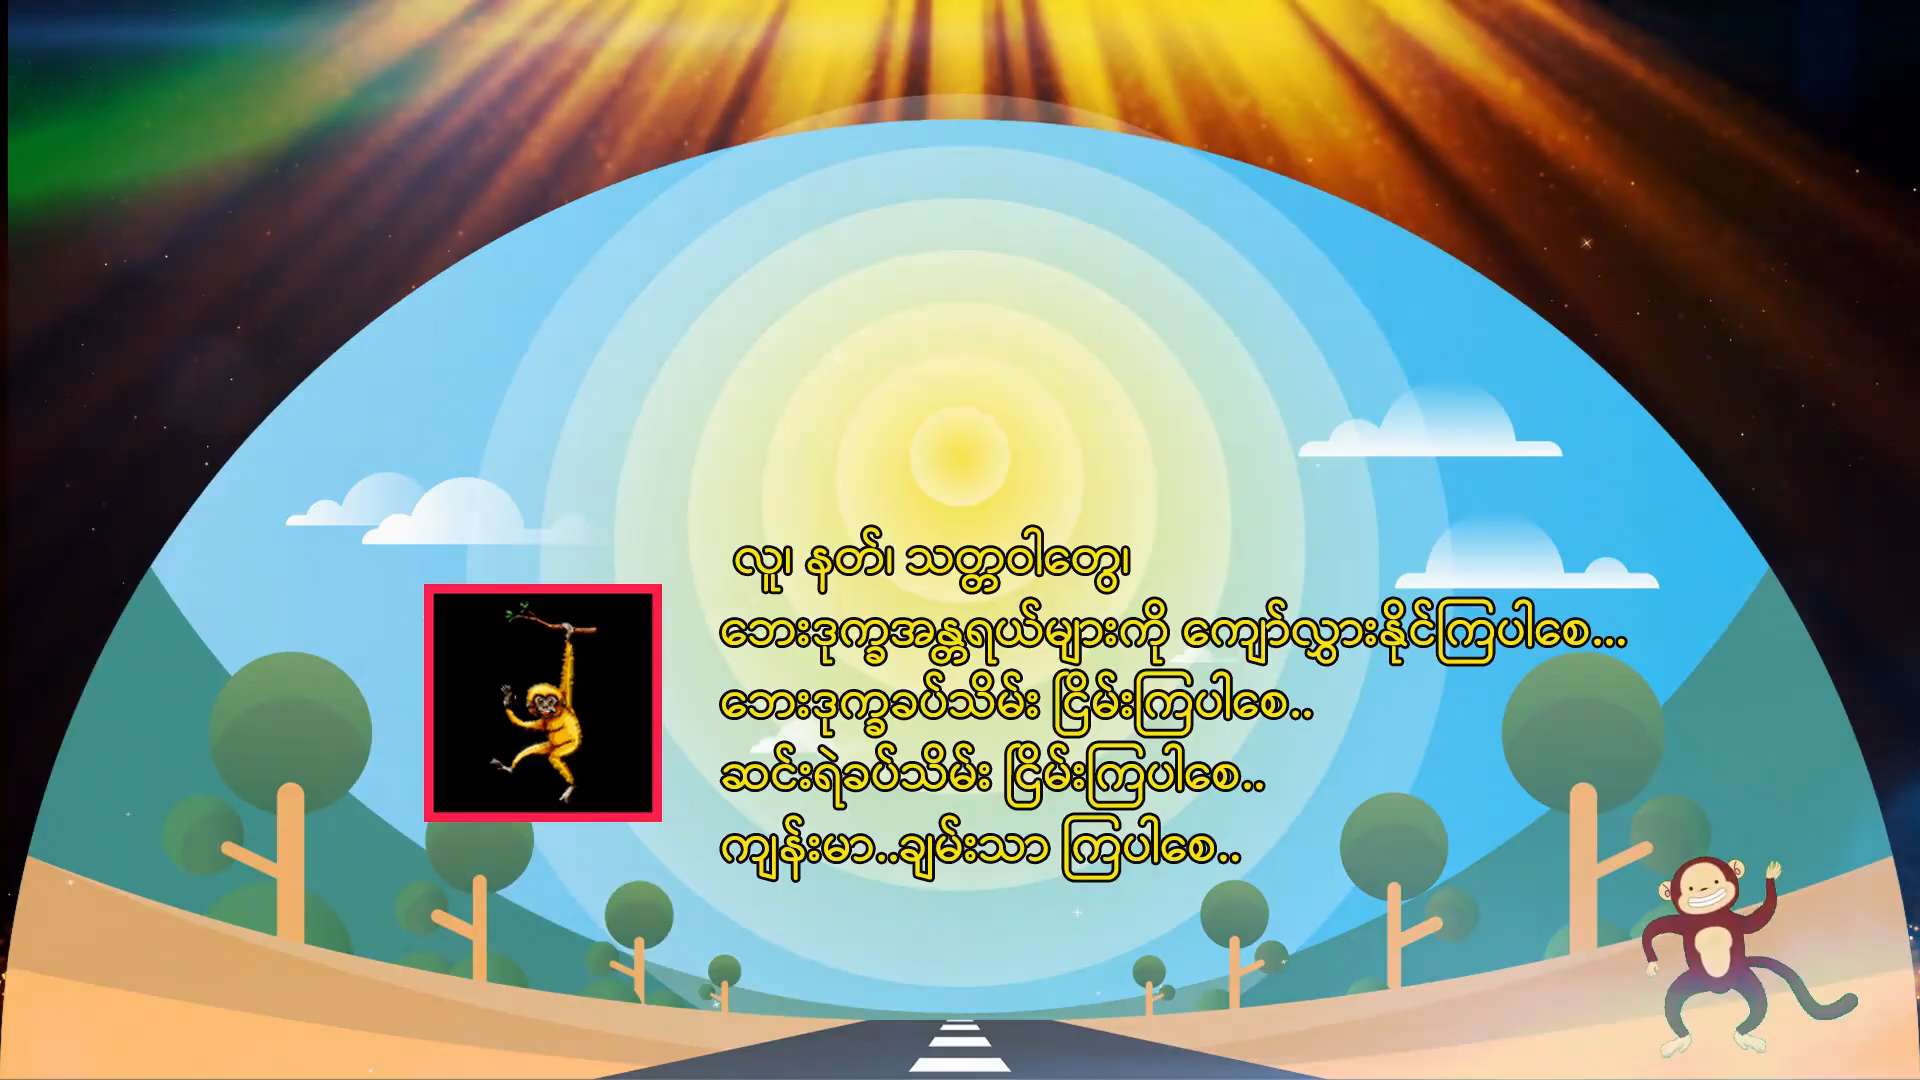 လူ၊ နတ်၊ သတ္တဝါတွေ၊
ဘေးဒုက္ခအန္တရယ်များကို ကျော်လွှားနိုင်ကြပါစေ...
ဘေးဒုက္ခခပ်သိမ်း ငြိမ်းကြပါစေ..
ဆင်းရဲခပ်သိမ်း ငြိမ်းကြပါစေ..
ကျန်းမာ..ချမ်းသာ ကြပါစေ..